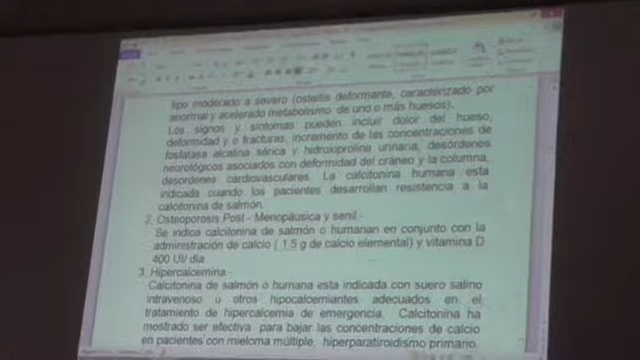 tipo moderado a severo (osteitis deformante, caracterizado por
anormal y acelerado metabolismo de uno o más huesos).
Los signos y síntomas pueden incluir dolor del hueso,
deformidad y o fracturas, incremento de las concentraciones de
fosfatasa alcalina sérica y hidroxiprolina urinaria, desórdenes
neurológicos asociados con deformidad del cráneo y la columna,
desordenes cardiovasculares. La calcitonina humana esta
indicada cuando los pacientes desarrollan resistencia a la
calcitonina de salmón.
2. Osteoporosis Post - Menopáusica y senil -
Se indica calcitonina de salmón o humanan en conjunto con la
administración de calcio ( 1.5 g de calcio elemental) y vitamina D
400 UI/ día
3. Hipercalcemina -
Calcitonina de salmón o humana esta indicada con suero salino
intravenoso u otros hipocalcemiantes adecuados en el
tratamiento de hipercalcemia de emergencia. Calcitonina ha
mostrado ser efectiva para bajar las concentraciones de calcio
en pacientes con mieloma múltiple, hiperparatiroidismo primario,